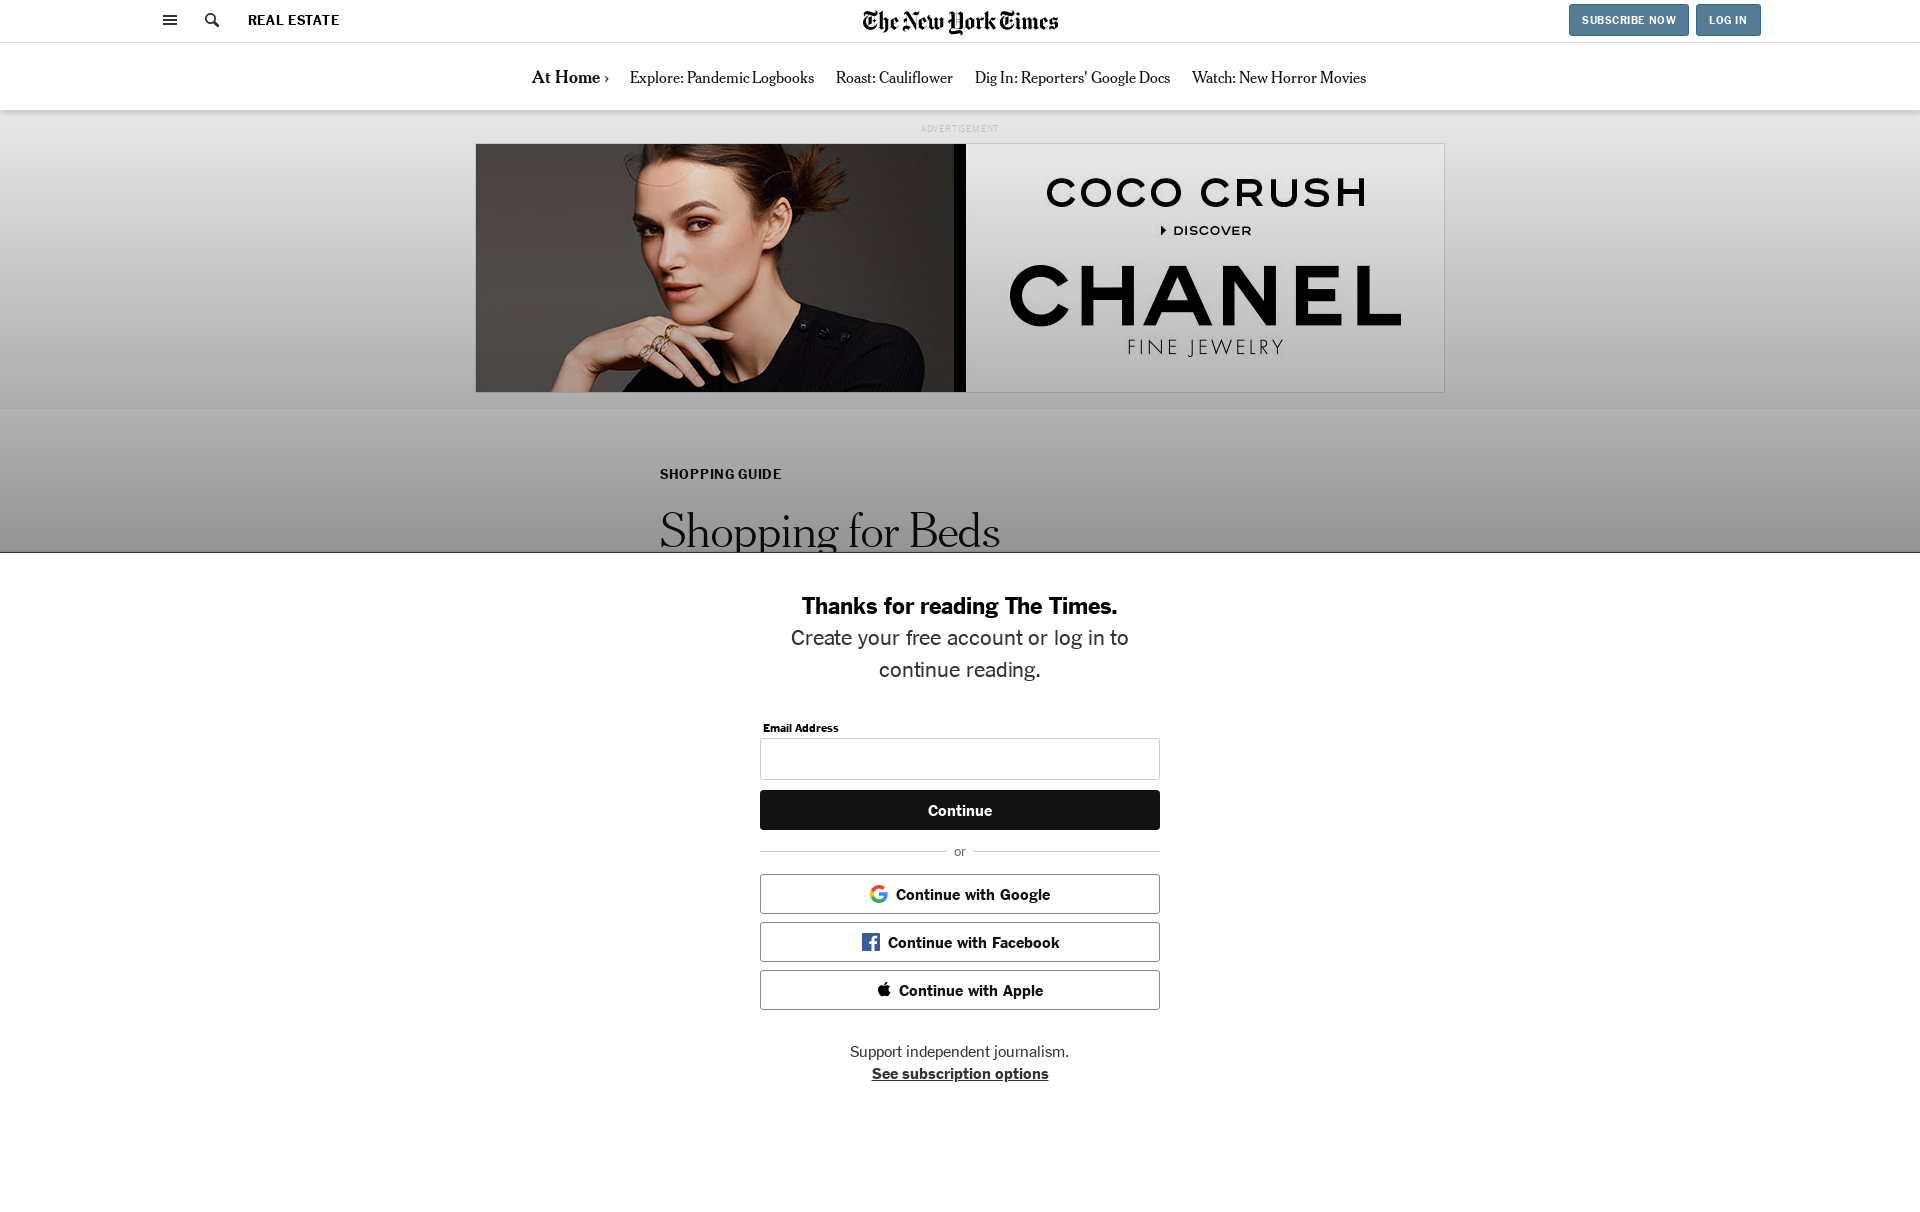 REAL ESTATE
The New York Times
SUBSCRIBE NOW
LOG IN
At Home ›
Explore: Pandemic Logbooks
Roast: Cauliflower
Dig In: Reporters' Google Docs
Watch: New Horror Movies
ADVERTISEMENT
COCO CRUSH
DISCOVER
CHANEL
FINE JEWELRY
SHOPPING GUIDE
Shopping for Beds
Thanks for reading The Times.
Create your free account or log in to
continue reading.
Email Address
Continue
or
Continue with Google
Continue with Facebook
Continue with Apple
Support independent journalism.
See subscription options